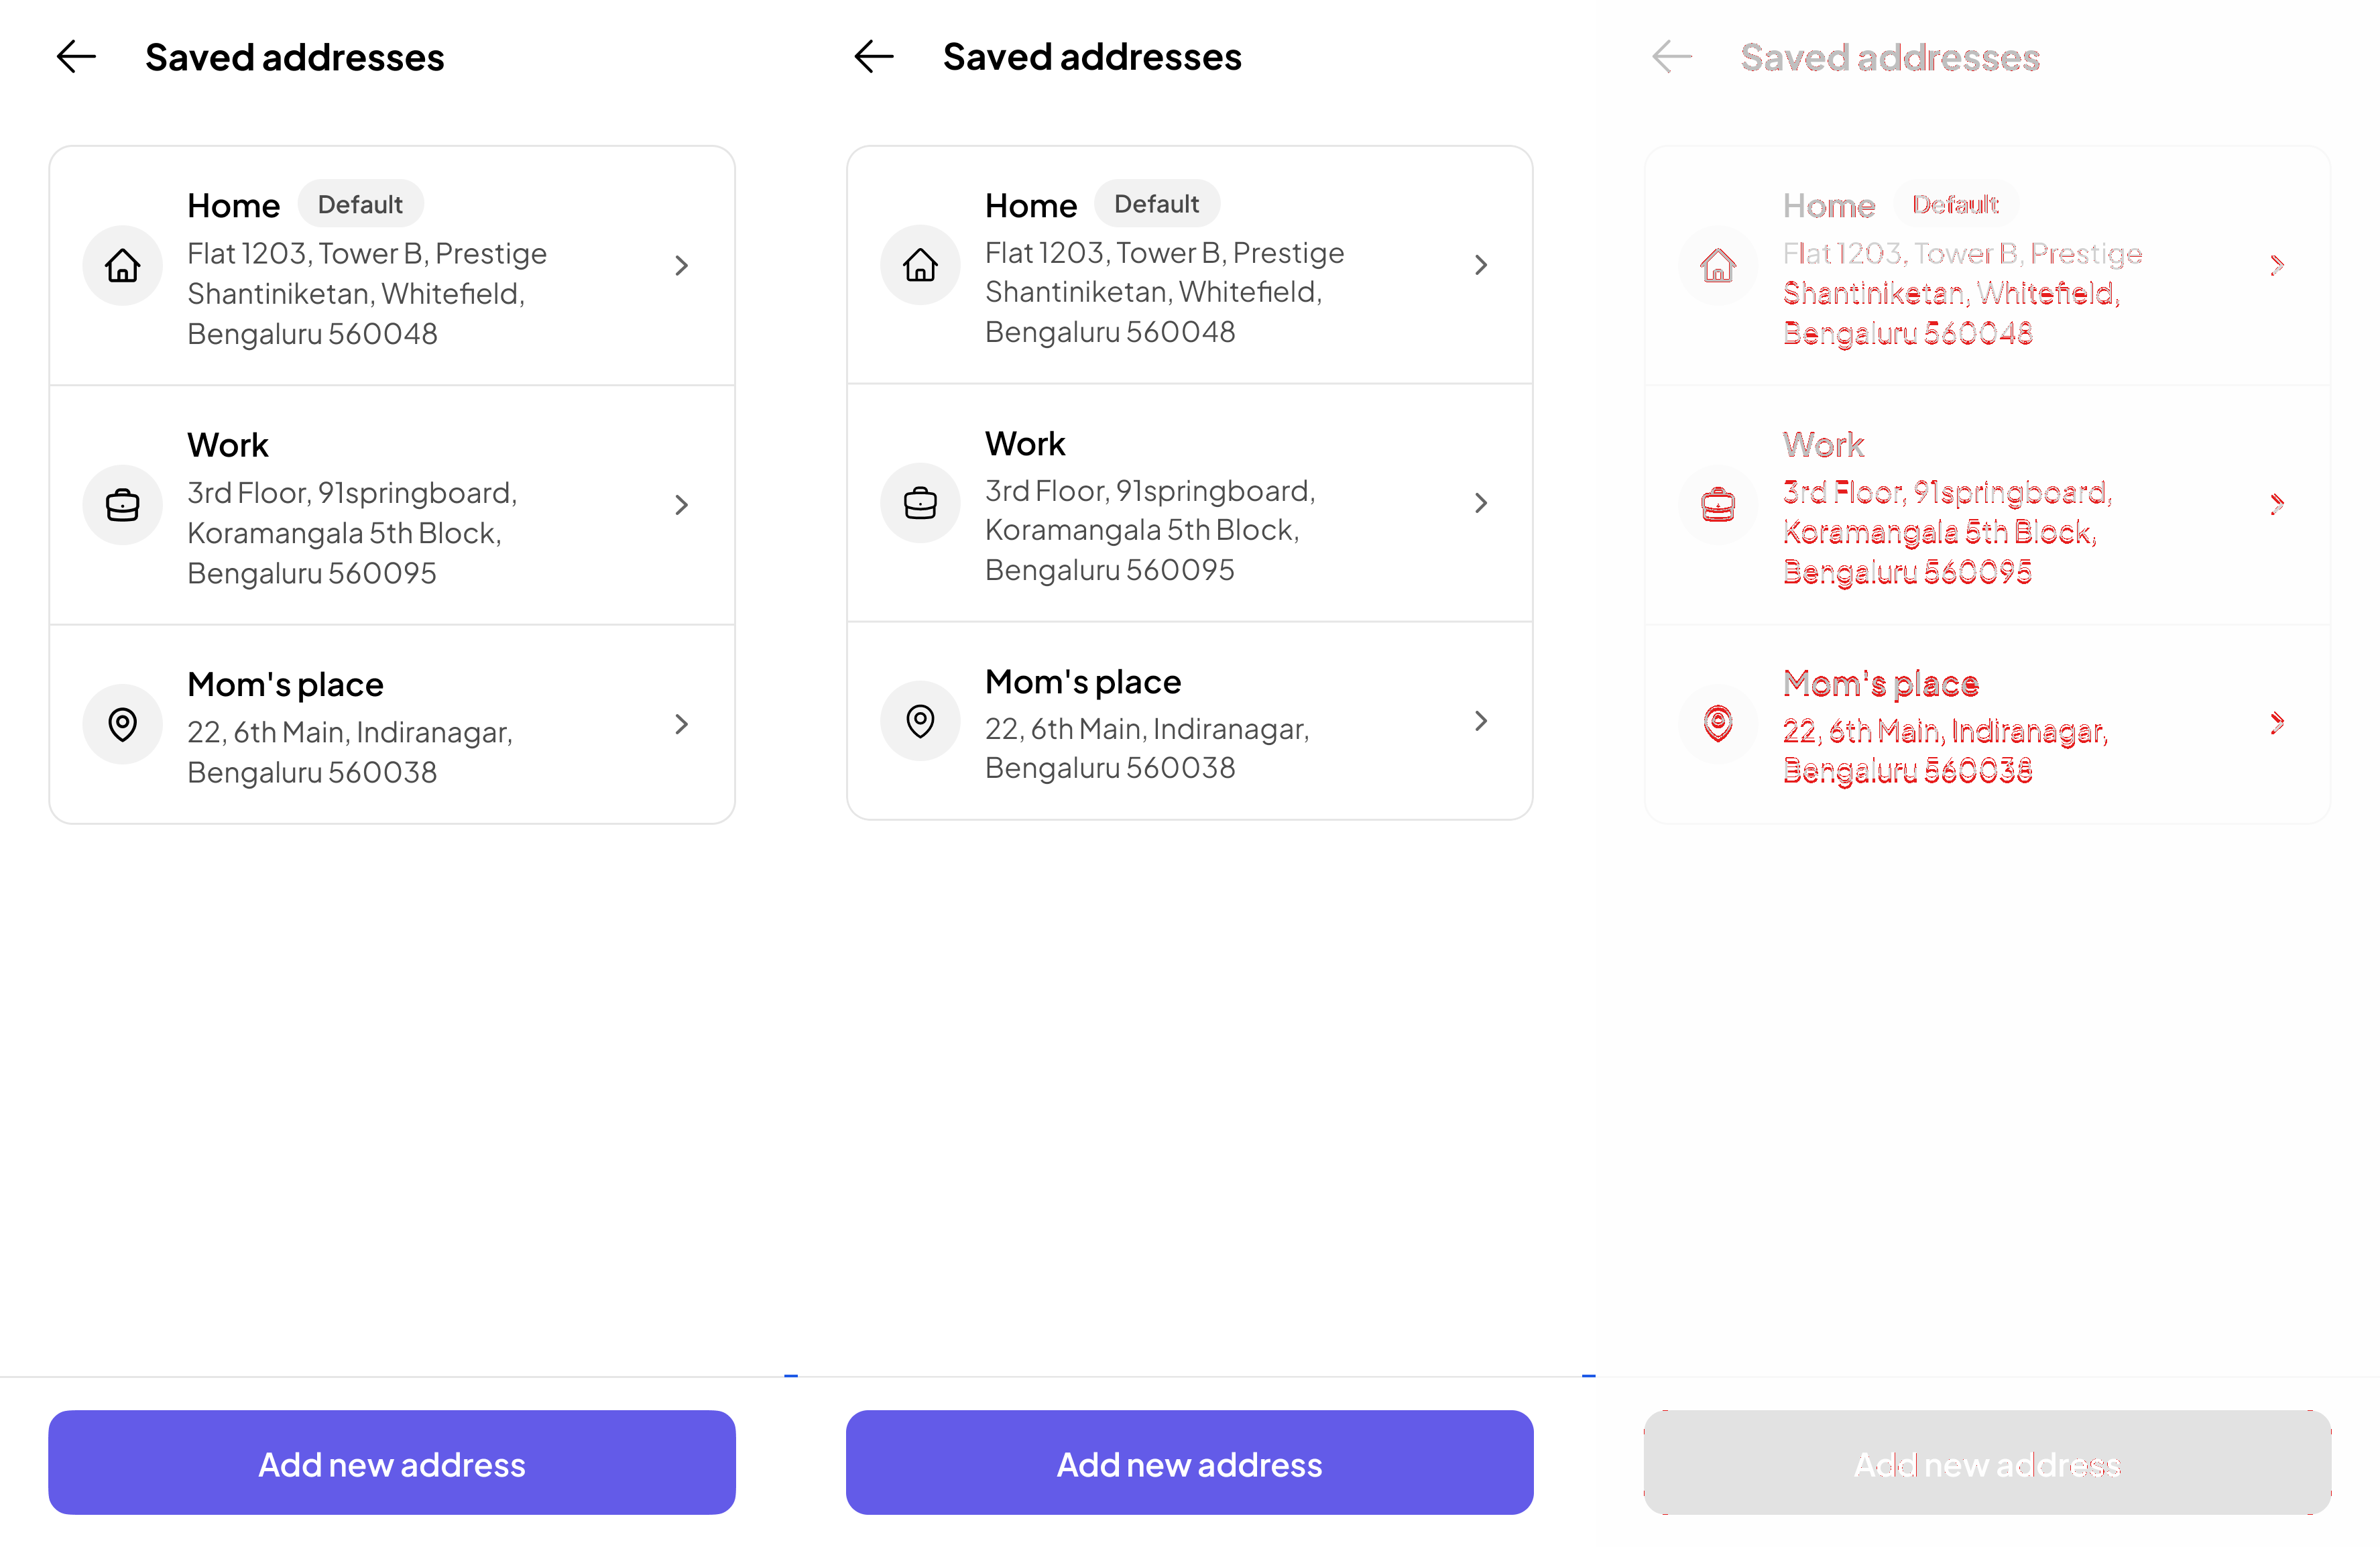 Saved addresses
Home
Default
Flat 1203, Tower B, Prestige
Shantiniketan, Whitefield,
Bengaluru 560048
Work
3rd Floor, 91springboard,
Koramangala 5th Block,
Bengaluru 560095
Mom's place
22, 6th Main, Indiranagar,
Bengaluru 560038
Add new address
Saved addresses
Home
Default
Flat 1203, Tower B, Prestige
Shantiniketan, Whitefield,
Bengaluru 560048
Work
3rd Floor, 91springboard,
Koramangala 5th Block,
Bengaluru 560095
Mom's place
22, 6th Main, Indiranagar,
Bengaluru 560038
Add new address
Saved addresses
Home
Default
Flat 1203, Tower B, Prestige
Shantiniketan, Whitefield,
Bengaluru 560048
Work
3rd Floor, 91springboard,
Koramangala 5th Block,
Bengaluru 560095
Mom's place
22, 6th Main, Indiranagar,
Bengaluru 560038
Add new address